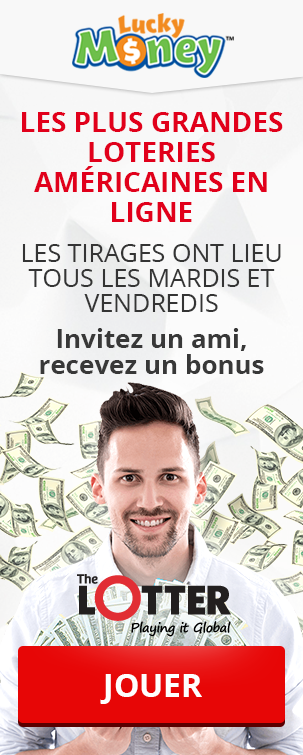 Lucky
Money™
LES PLUS GRANDES
LOTERIES
AMÉRICAINES EN
LIGNE
LES TIRAGES ONT LIEU
TOUS LES MARDIS ET
VENDREDIS
Invitez un ami,
recevez un bonus
The
LOTTER
Playing it Global
JOUER